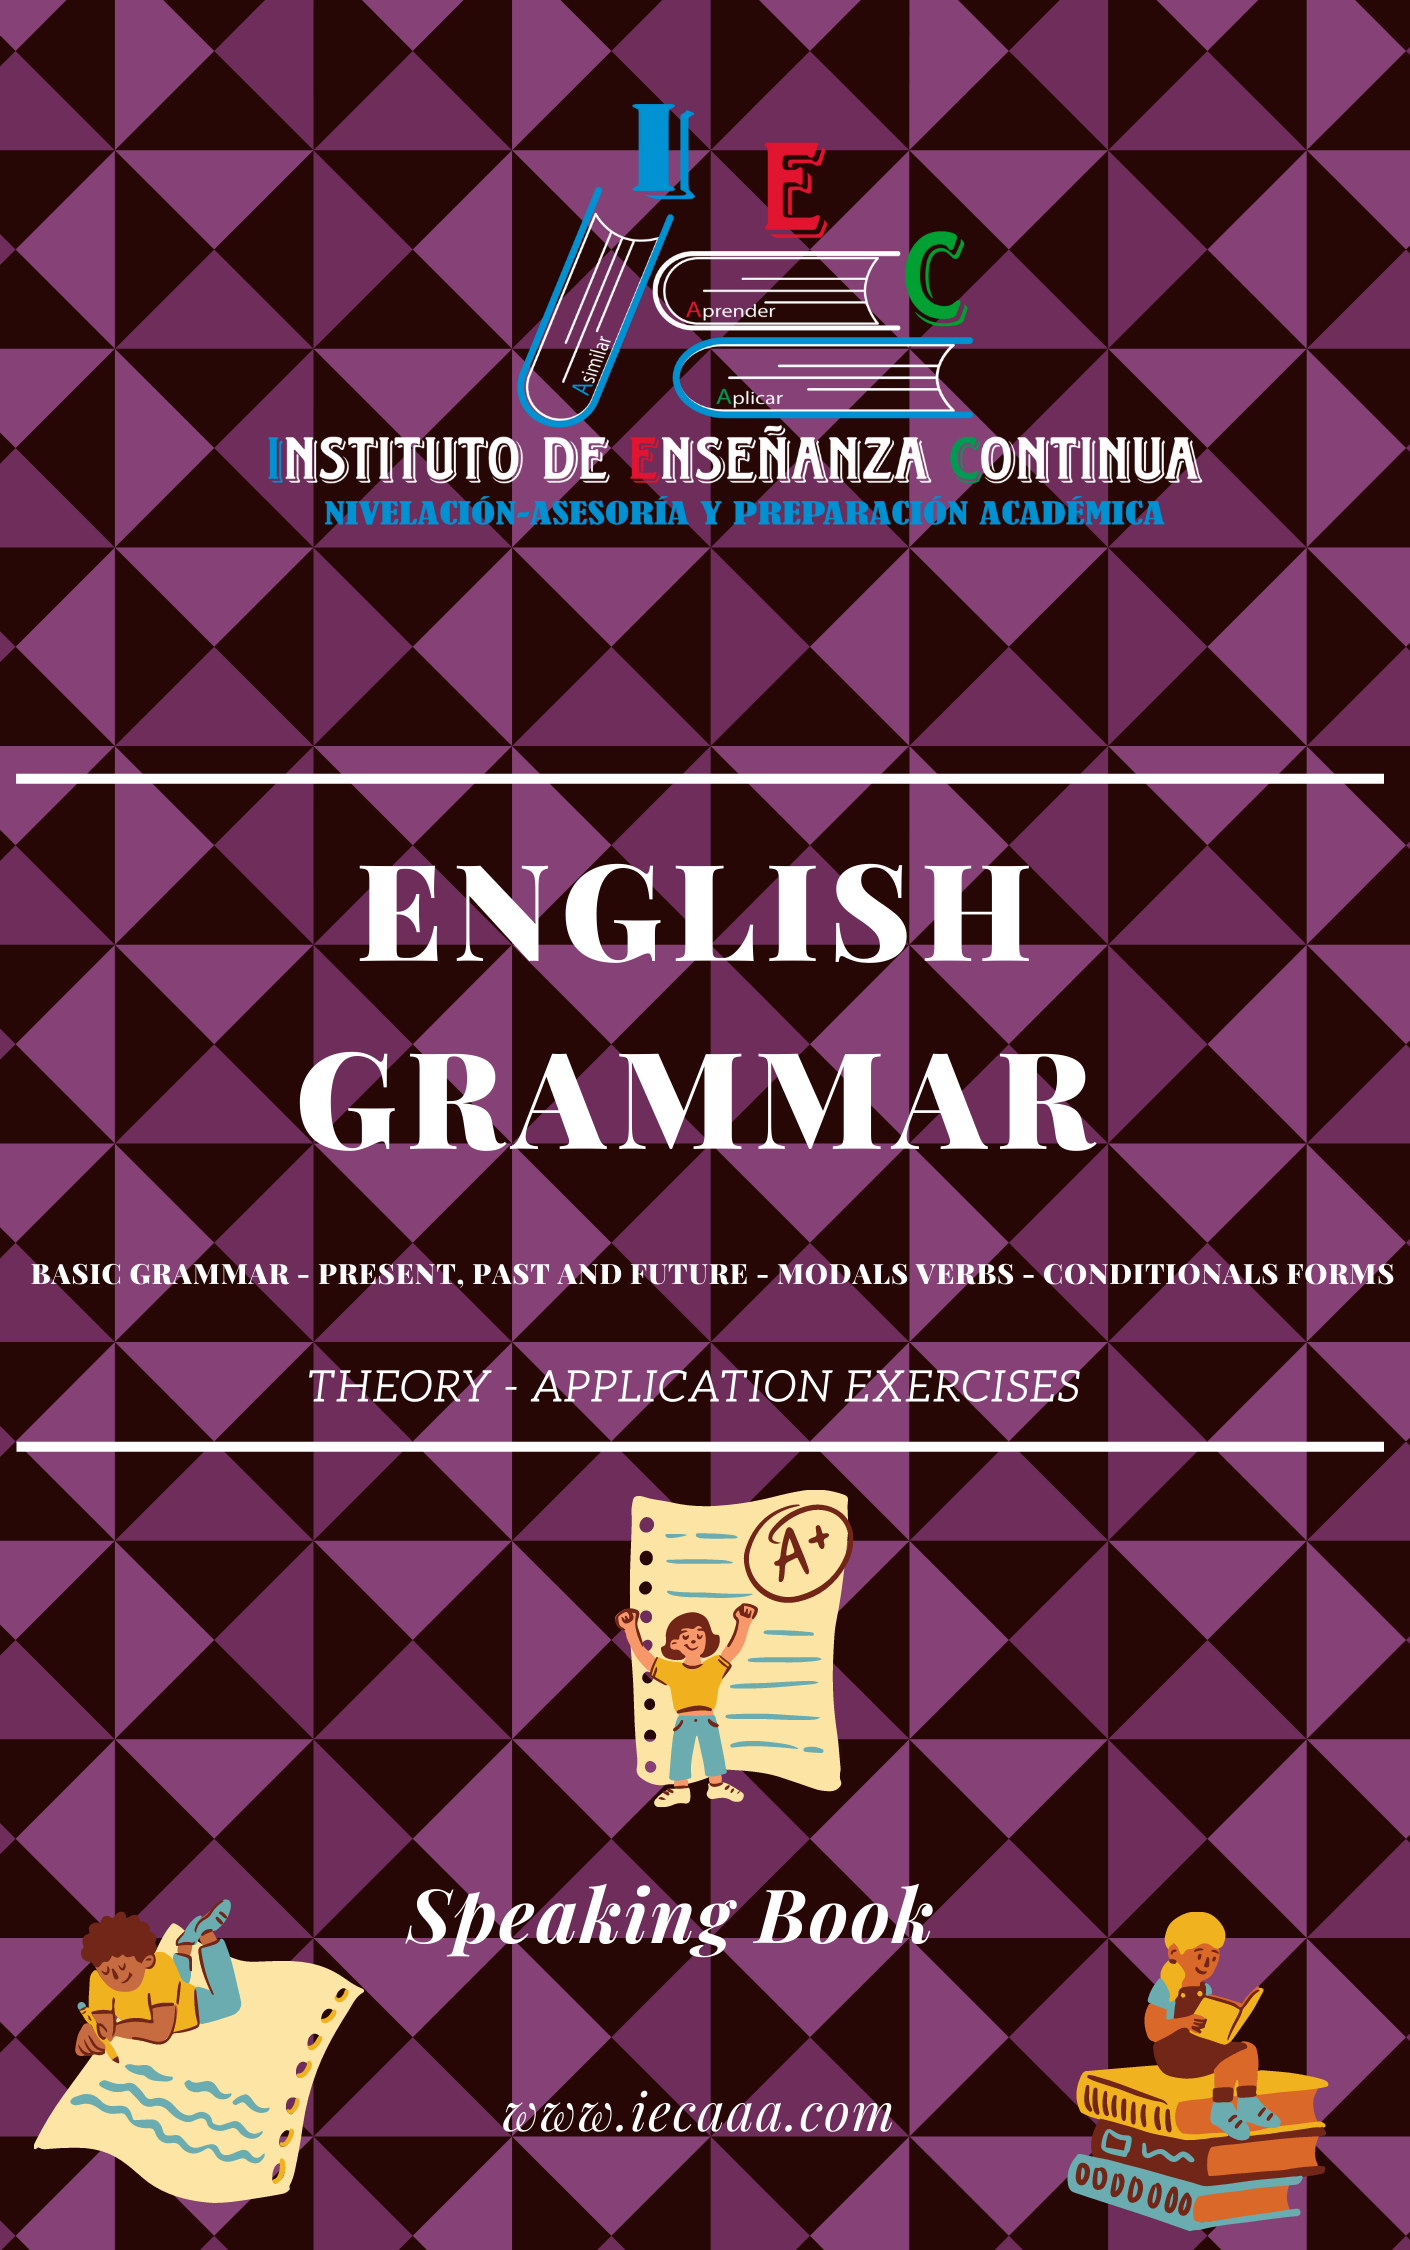 I E C
Asimilar
Aprender
Aplicar
INSTITUTO DE ENSEÑANZA CONTINUA
NIVELACIÓN-ASESORÍA Y PREPARACIÓN ACADÉMICA
ENGLISH
GRAMMAR
BASIC GRAMMAR - PRESENT, PAST AND FUTURE - MODALS VERBS - CONDITIONALS FORMS
THEORY - APPLICATION EXERCISES
A+
Speaking Book
www.iecaaa.com